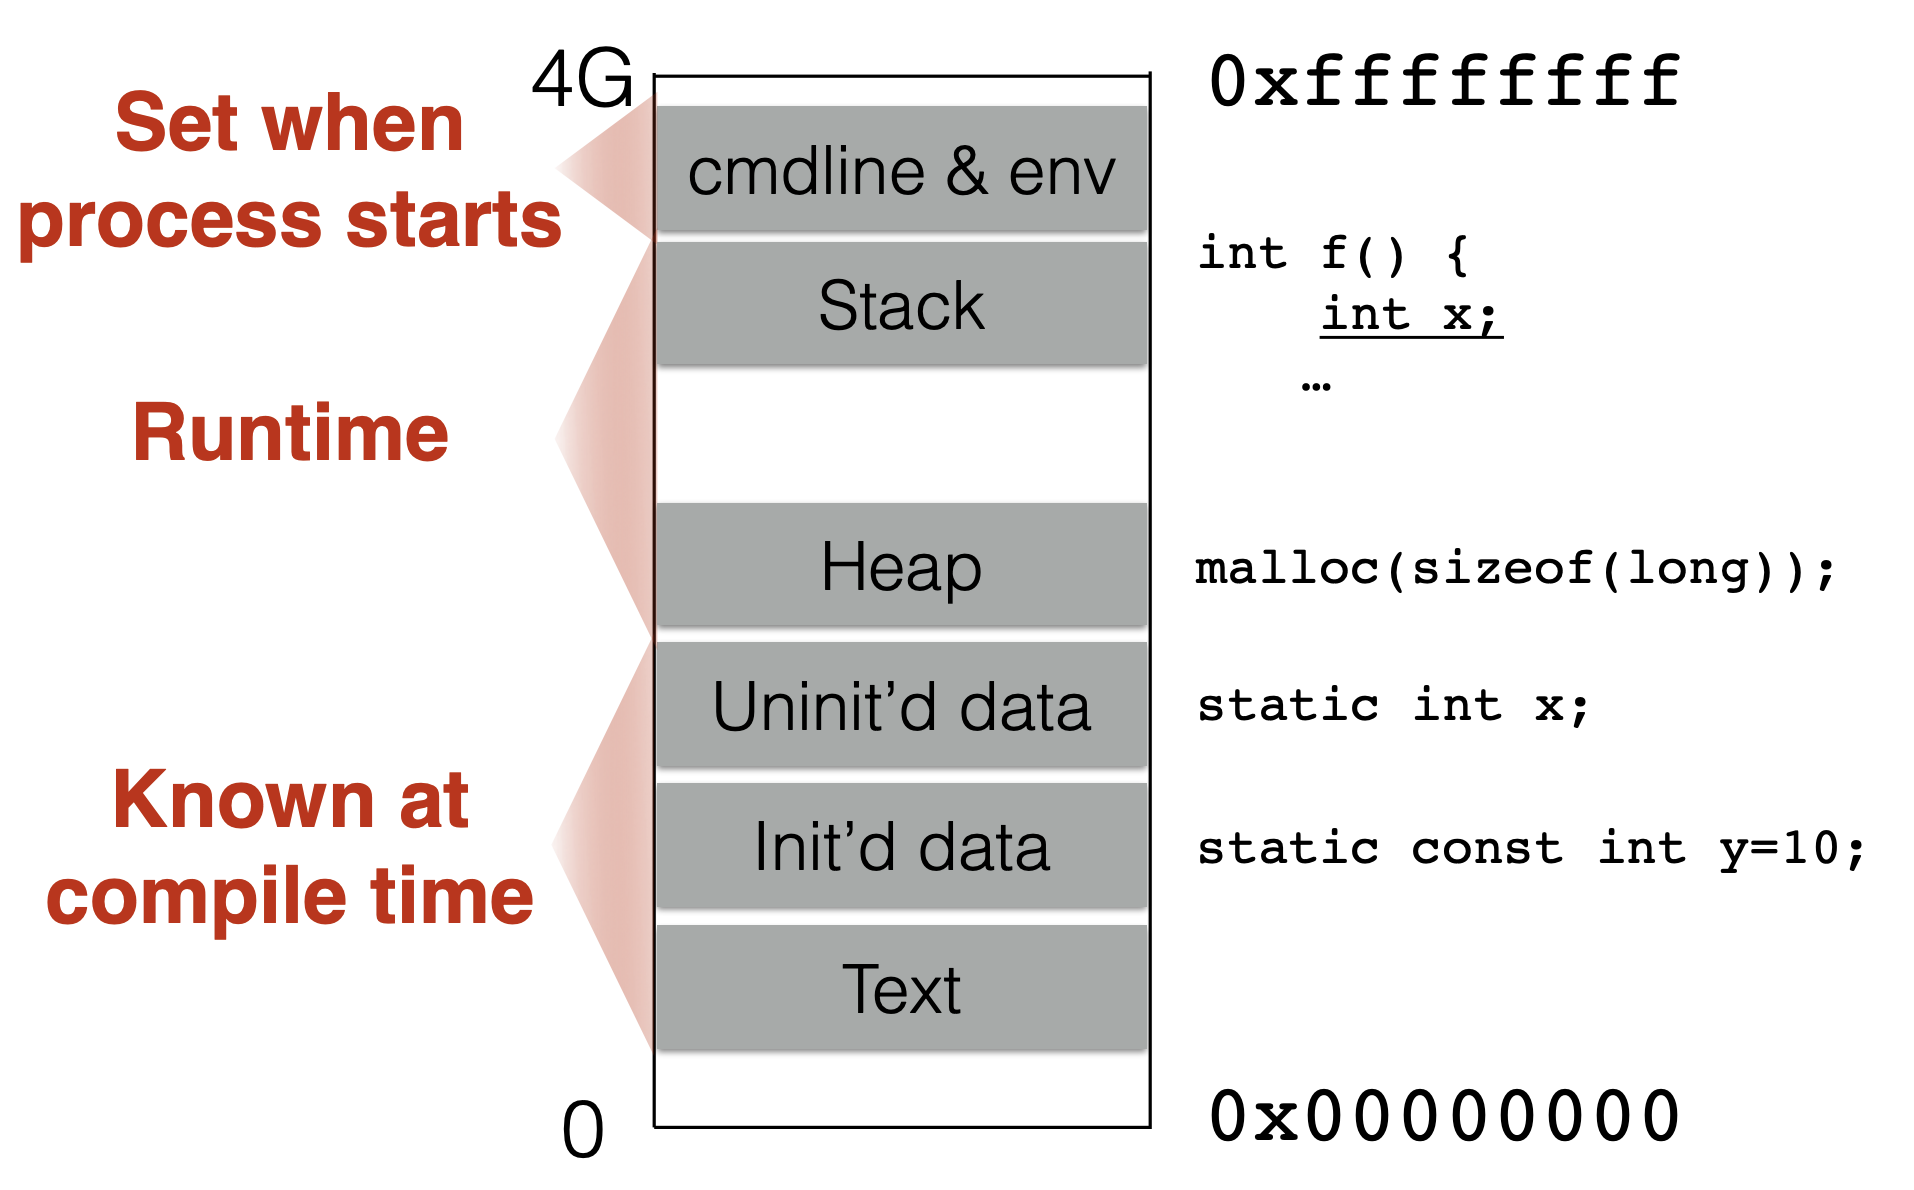 4G
0xffffffff
Set when
process starts
cmdline & env
Stack
int f() {
int x;
…
Runtime
Heap
malloc(sizeof(long));
Uninit’d data
static int x;
Known at
compile time
Init’d data
static const int y=10;
Text
0
0x00000000